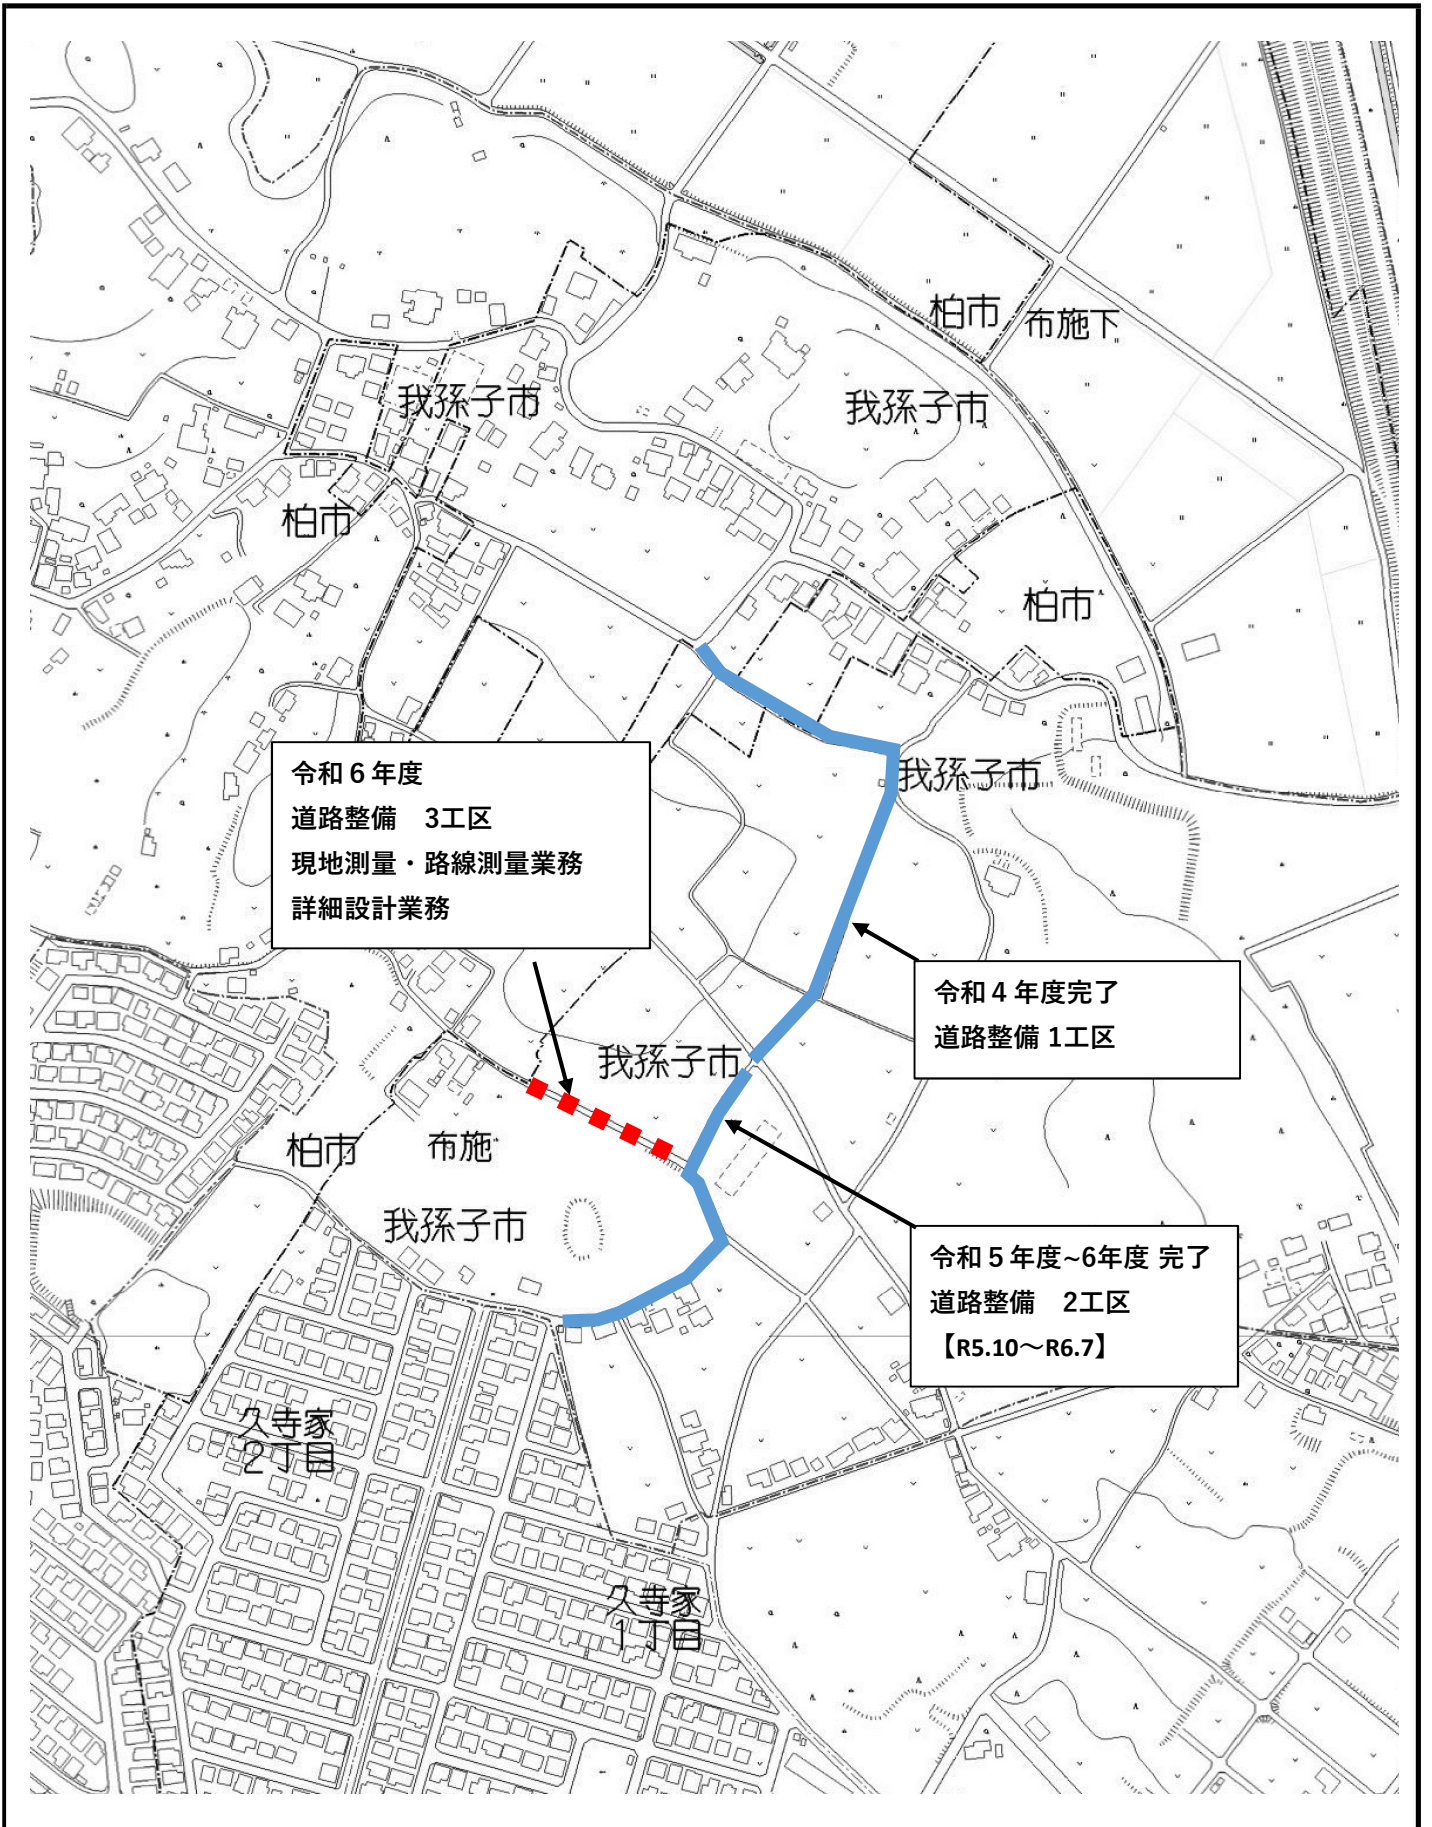 柏市
布施下
我孫子市
我孫子市
柏市
柏市
我孫子市
令和６年度
道路整備　3工区
現地測量・路線測量業務
詳細設計業務
令和４年度完了
道路整備 1工区
我孫子市
柏市
布施
我孫子市
令和５年度~6年度 完了
道路整備　2工区
【R5.10～R6.7】
久寺家
2丁目
久寺家
1丁目